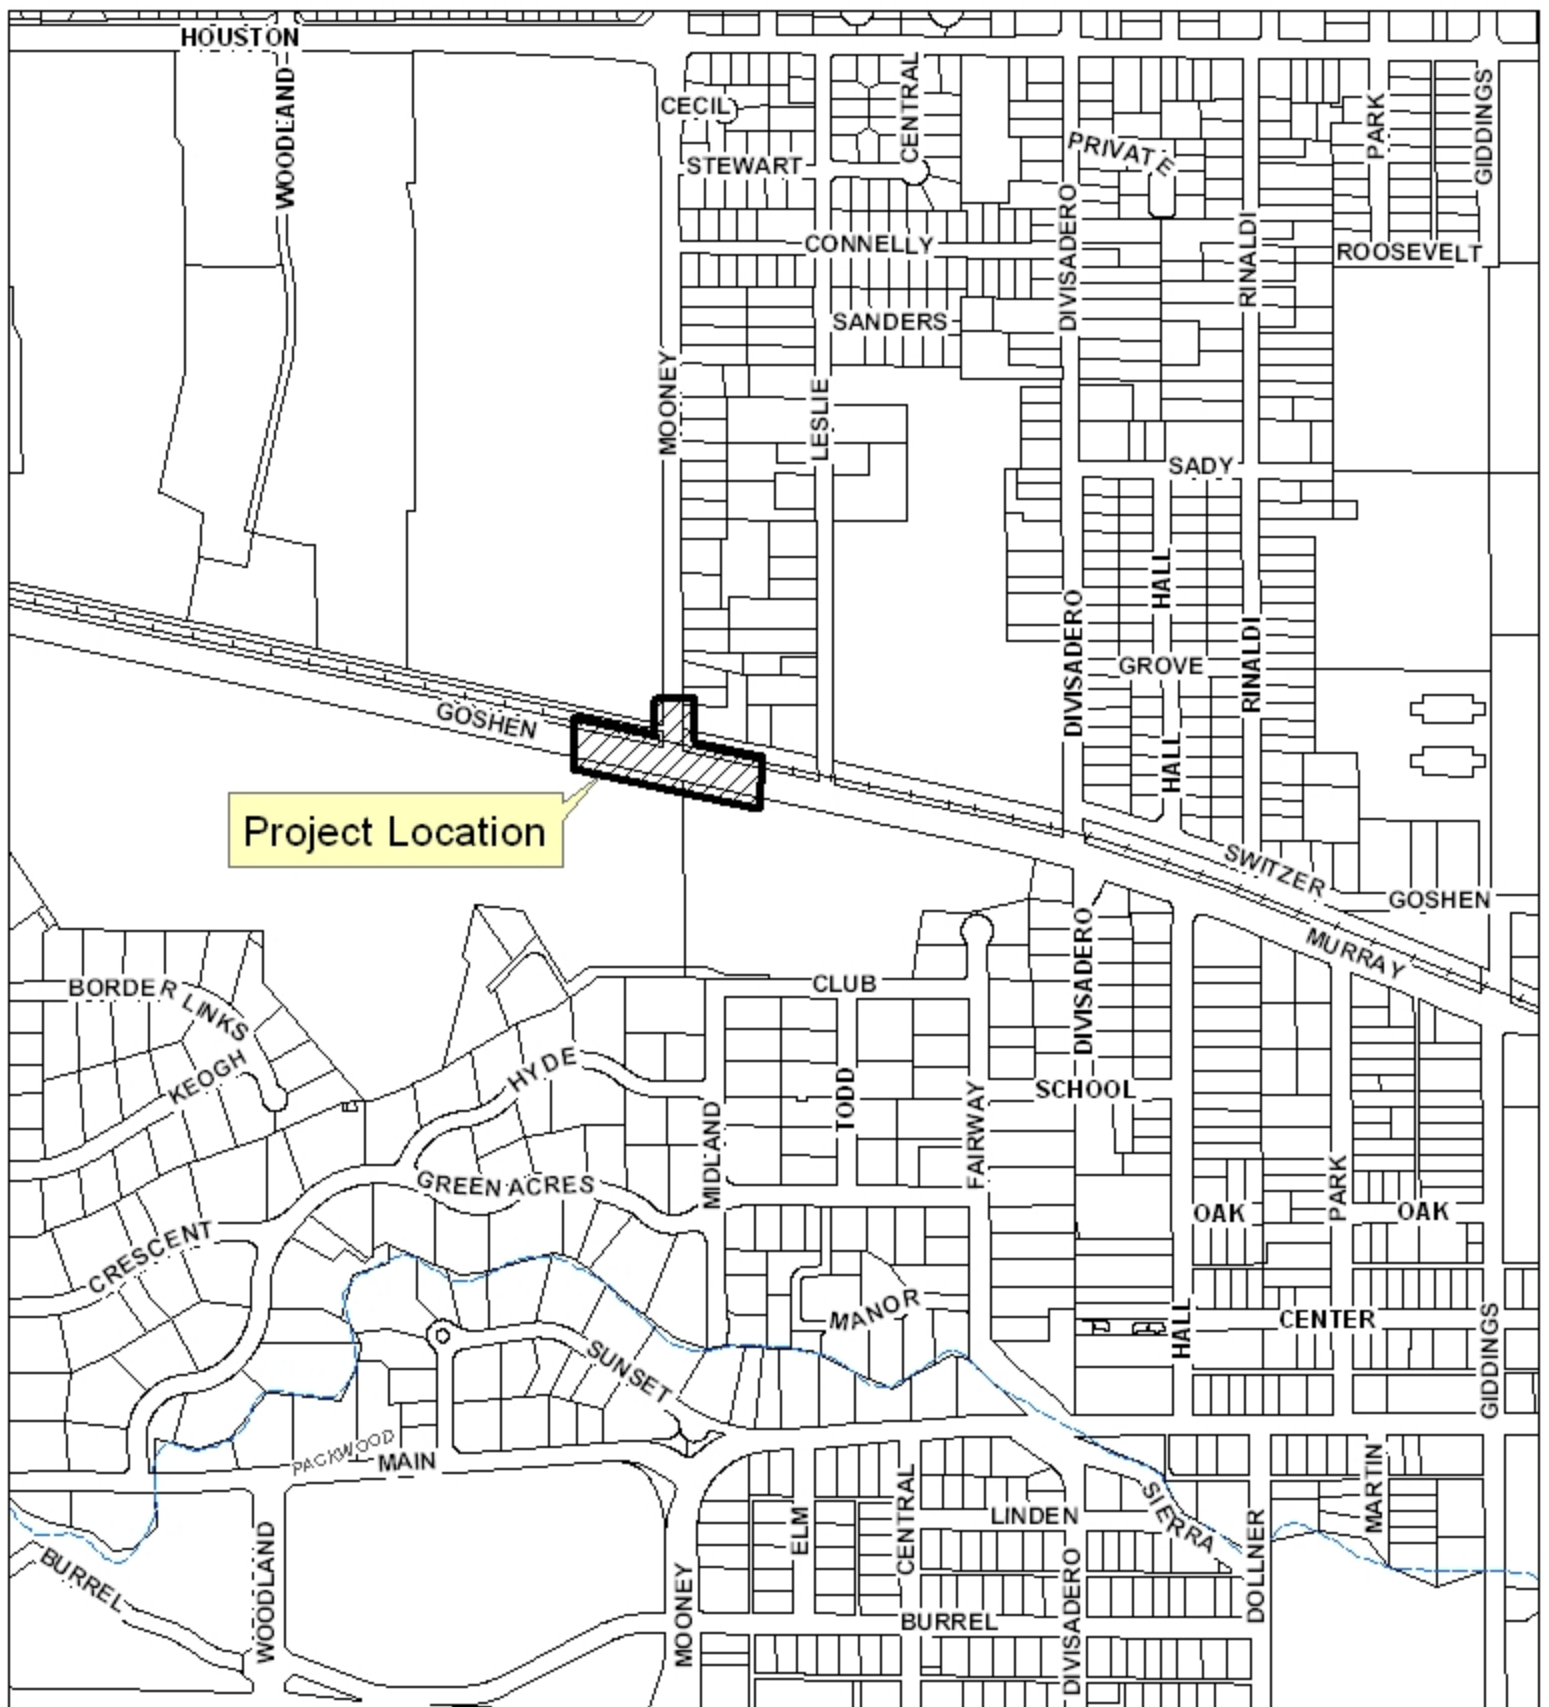 HOUSTON
WOODLAND
CECIL
CENTRAL
PARK
GIDDINGS
PRIVATE
STEWART
DIVISADERO
RINALDI
CONNELLY
ROOSEVELT
SANDERS
MOONEY
LESLIE
SADY
HALL
DIVISADERO
RINALDI
GROVE
GOSHEN
HALL
Project Location
SWITZER
GOSHEN
MURRAY
DIVISADERO
BORDER LINKS
CLUB
KEOGH
HYDE
TODD
SCHOOL
FAIRWAY
MIDLAND
GREEN ACRES
PARK
OAK
OAK
CRESCENT
MANOR
HALL
CENTER
GIDDINGS
SUNSET
PACKWOOD
MAIN
MARTIN
ELM
CENTRAL
LINDEN
SIERRA
DOLLNER
WOODLAND
BURREL
MOONEY
BURREL
DIVISADERO